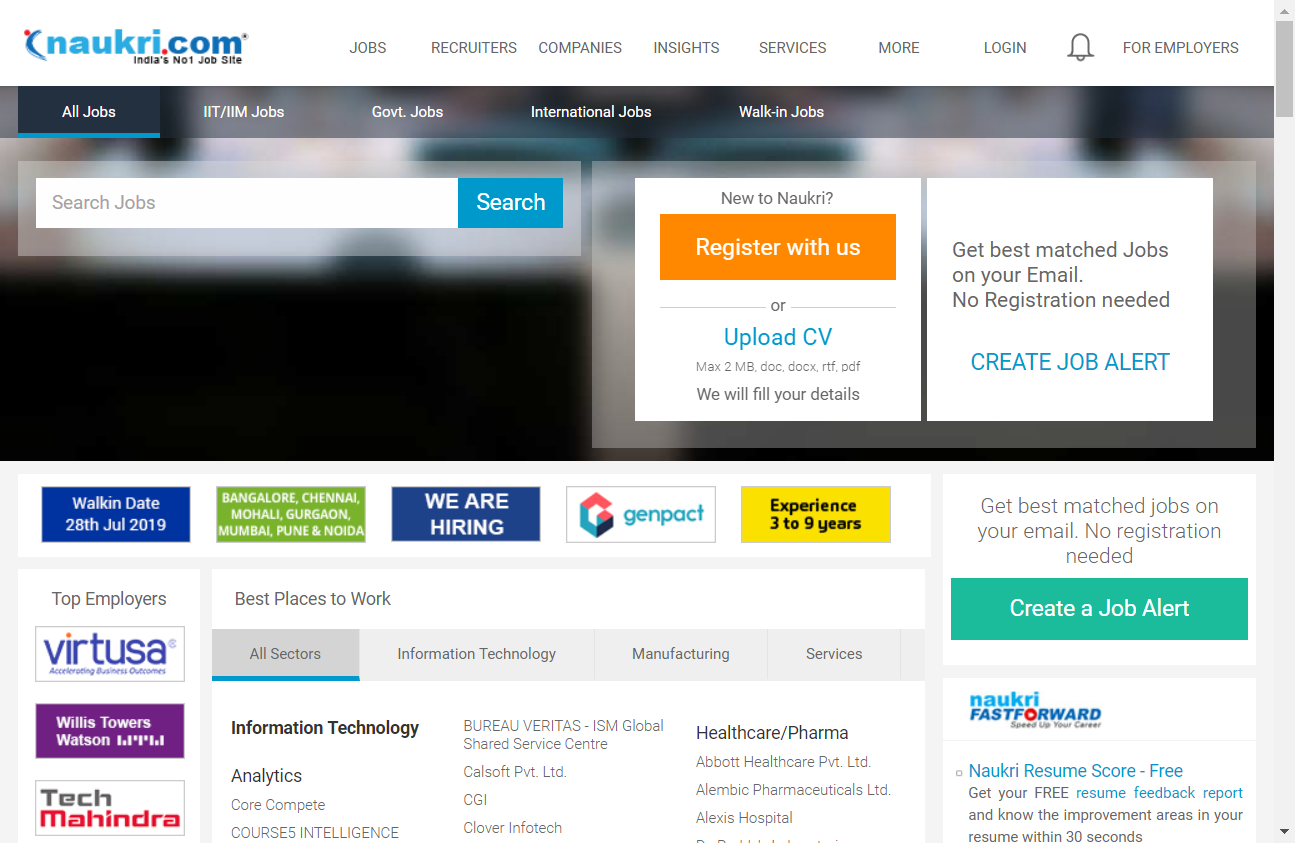 naukri.com
India's No1 Job Site
JOBS RECRUITERS COMPANIES INSIGHTS SERVICES MORE LOGIN FOR EMPLOYERS
All Jobs IIT/IIM Jobs Govt. Jobs International Jobs Walk-in Jobs
Search Jobs Search
New to Naukri?
Register with us
or
Upload CV
Max 2 MB, doc, docx, rtf, pdf
We will fill your details
Get best matched Jobs
on your Email.
No Registration needed
CREATE JOB ALERT
Walkin Date
28th Jul 2019
BANGALORE, CHENNAI,
MOHALI, GURGAON,
MUMBAI, PUNE & NOIDA
WE ARE
HIRING
genpact
Experience
3 to 9 years
Get best matched jobs on
your email. No registration
needed
Create a Job Alert
Top Employers
virtusa
Accelerating Business Outcomes
Willis Towers
Watson
Tech
Mahindra
Best Places to Work
All Sectors Information Technology Manufacturing Services
Information Technology
Analytics
Core Compete
COURSE5 INTELLIGENCE
BUREAU VERITAS - ISM Global
Shared Service Centre
Calsoft Pvt. Ltd.
CGI
Clover Infotech
Healthcare/Pharma
Abbott Healthcare Pvt. Ltd.
Alembic Pharmaceuticals Ltd.
Alexis Hospital
naukri
FASTFORWARD
Speed Up Your Career
Naukri Resume Score - Free
Get your FREE resume feedback report
and know the improvement areas in your
resume within 30 seconds